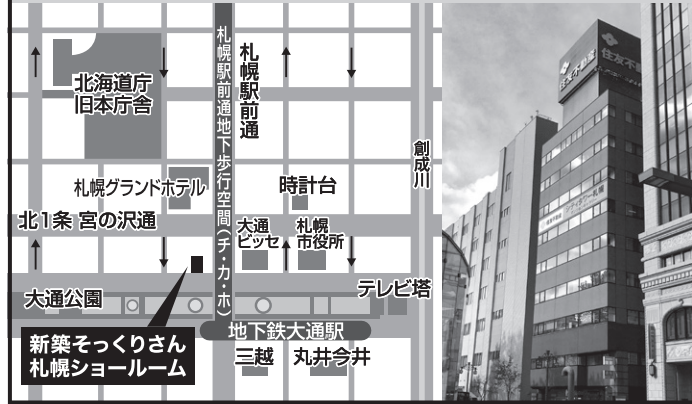 北海道庁
旧本庁舎
札幌駅前通地下歩行空間(チ・カ・ホ)
札幌駅前通
創成川
札幌グランドホテル
時計台
北1条 宮の沢通
大通
ビッセ
札幌
市役所
大通公園
テレビ塔
地下鉄大通駅
新築そっくりさん
札幌ショールーム
三越
丸井今井
住友不動産
住友不動産